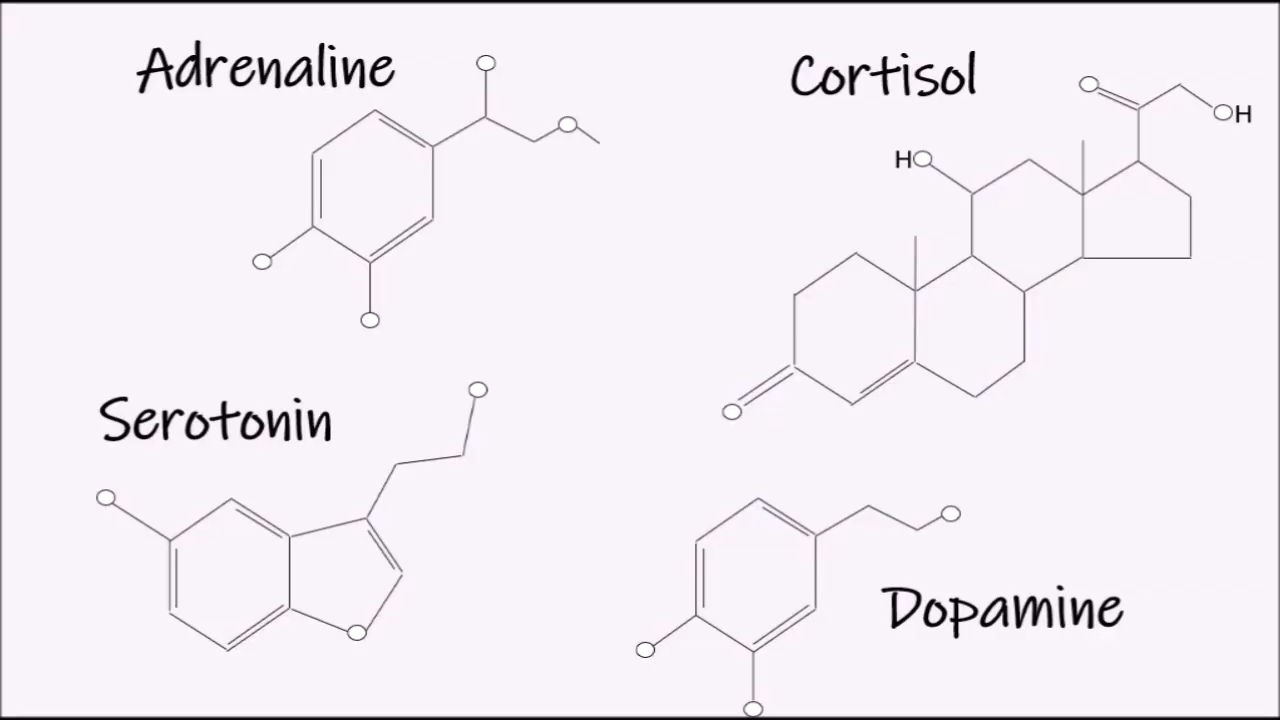 Adrenaline
Cortisol
OH
HO
Serotonin
Dopamine